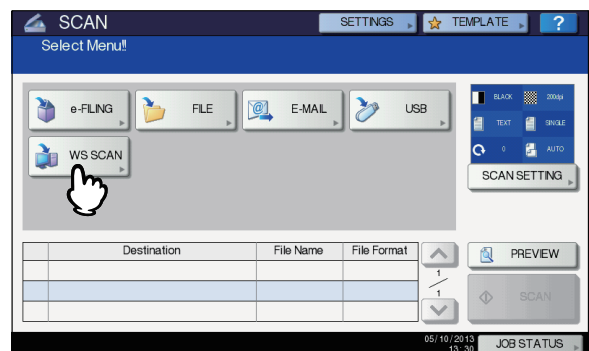 SCAN
SETTINGS
TEMPLATE
?
Select Menu!!
e-FILING
FILE
E-MAIL
USB
WS SCAN
BLACK
200dpi
TEXT
SINGLE
0
AUTO
SCAN SETTING
Destination File Name File Format
1
1
PREVIEW
SCAN
05/10/2013
13:30
JOB STATUS